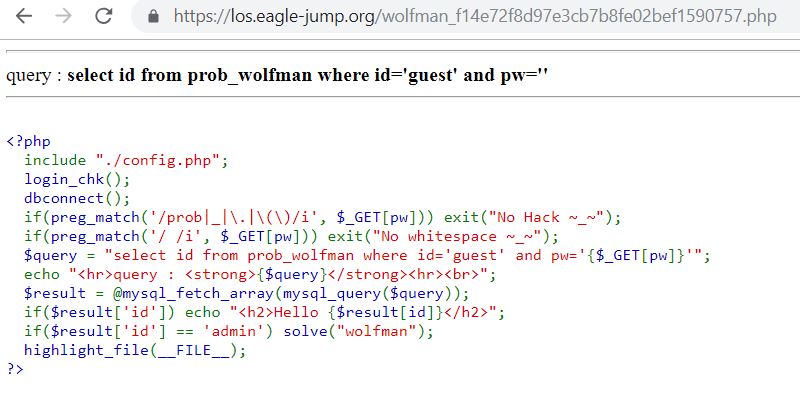 https://los.eagle-jump.org/wolfman_f14e72f8d97e3cb7b8fe02bef1590757.php
query : select id from prob_wolfman where id='guest' and pw=''
<?php
  include "./config.php";
  login_chk();
  dbconnect();
  if(preg_match('/prob|_|\.|\(\)/i', $_GET[pw])) exit("No Hack ~_~");
  if(preg_match('/ /i', $_GET[pw])) exit("No whitespace ~_~");
  $query = "select id from prob_wolfman where id='guest' and pw='{$_GET[pw]}'";
  echo "<hr>query : <strong>{$query}</strong><hr><br>";
  $result = @mysql_fetch_array(mysql_query($query));
  if($result['id']) echo "<h2>Hello {$result[id]}</h2>";
  if($result['id'] == 'admin') solve("wolfman");
  highlight_file(__FILE__);
?>